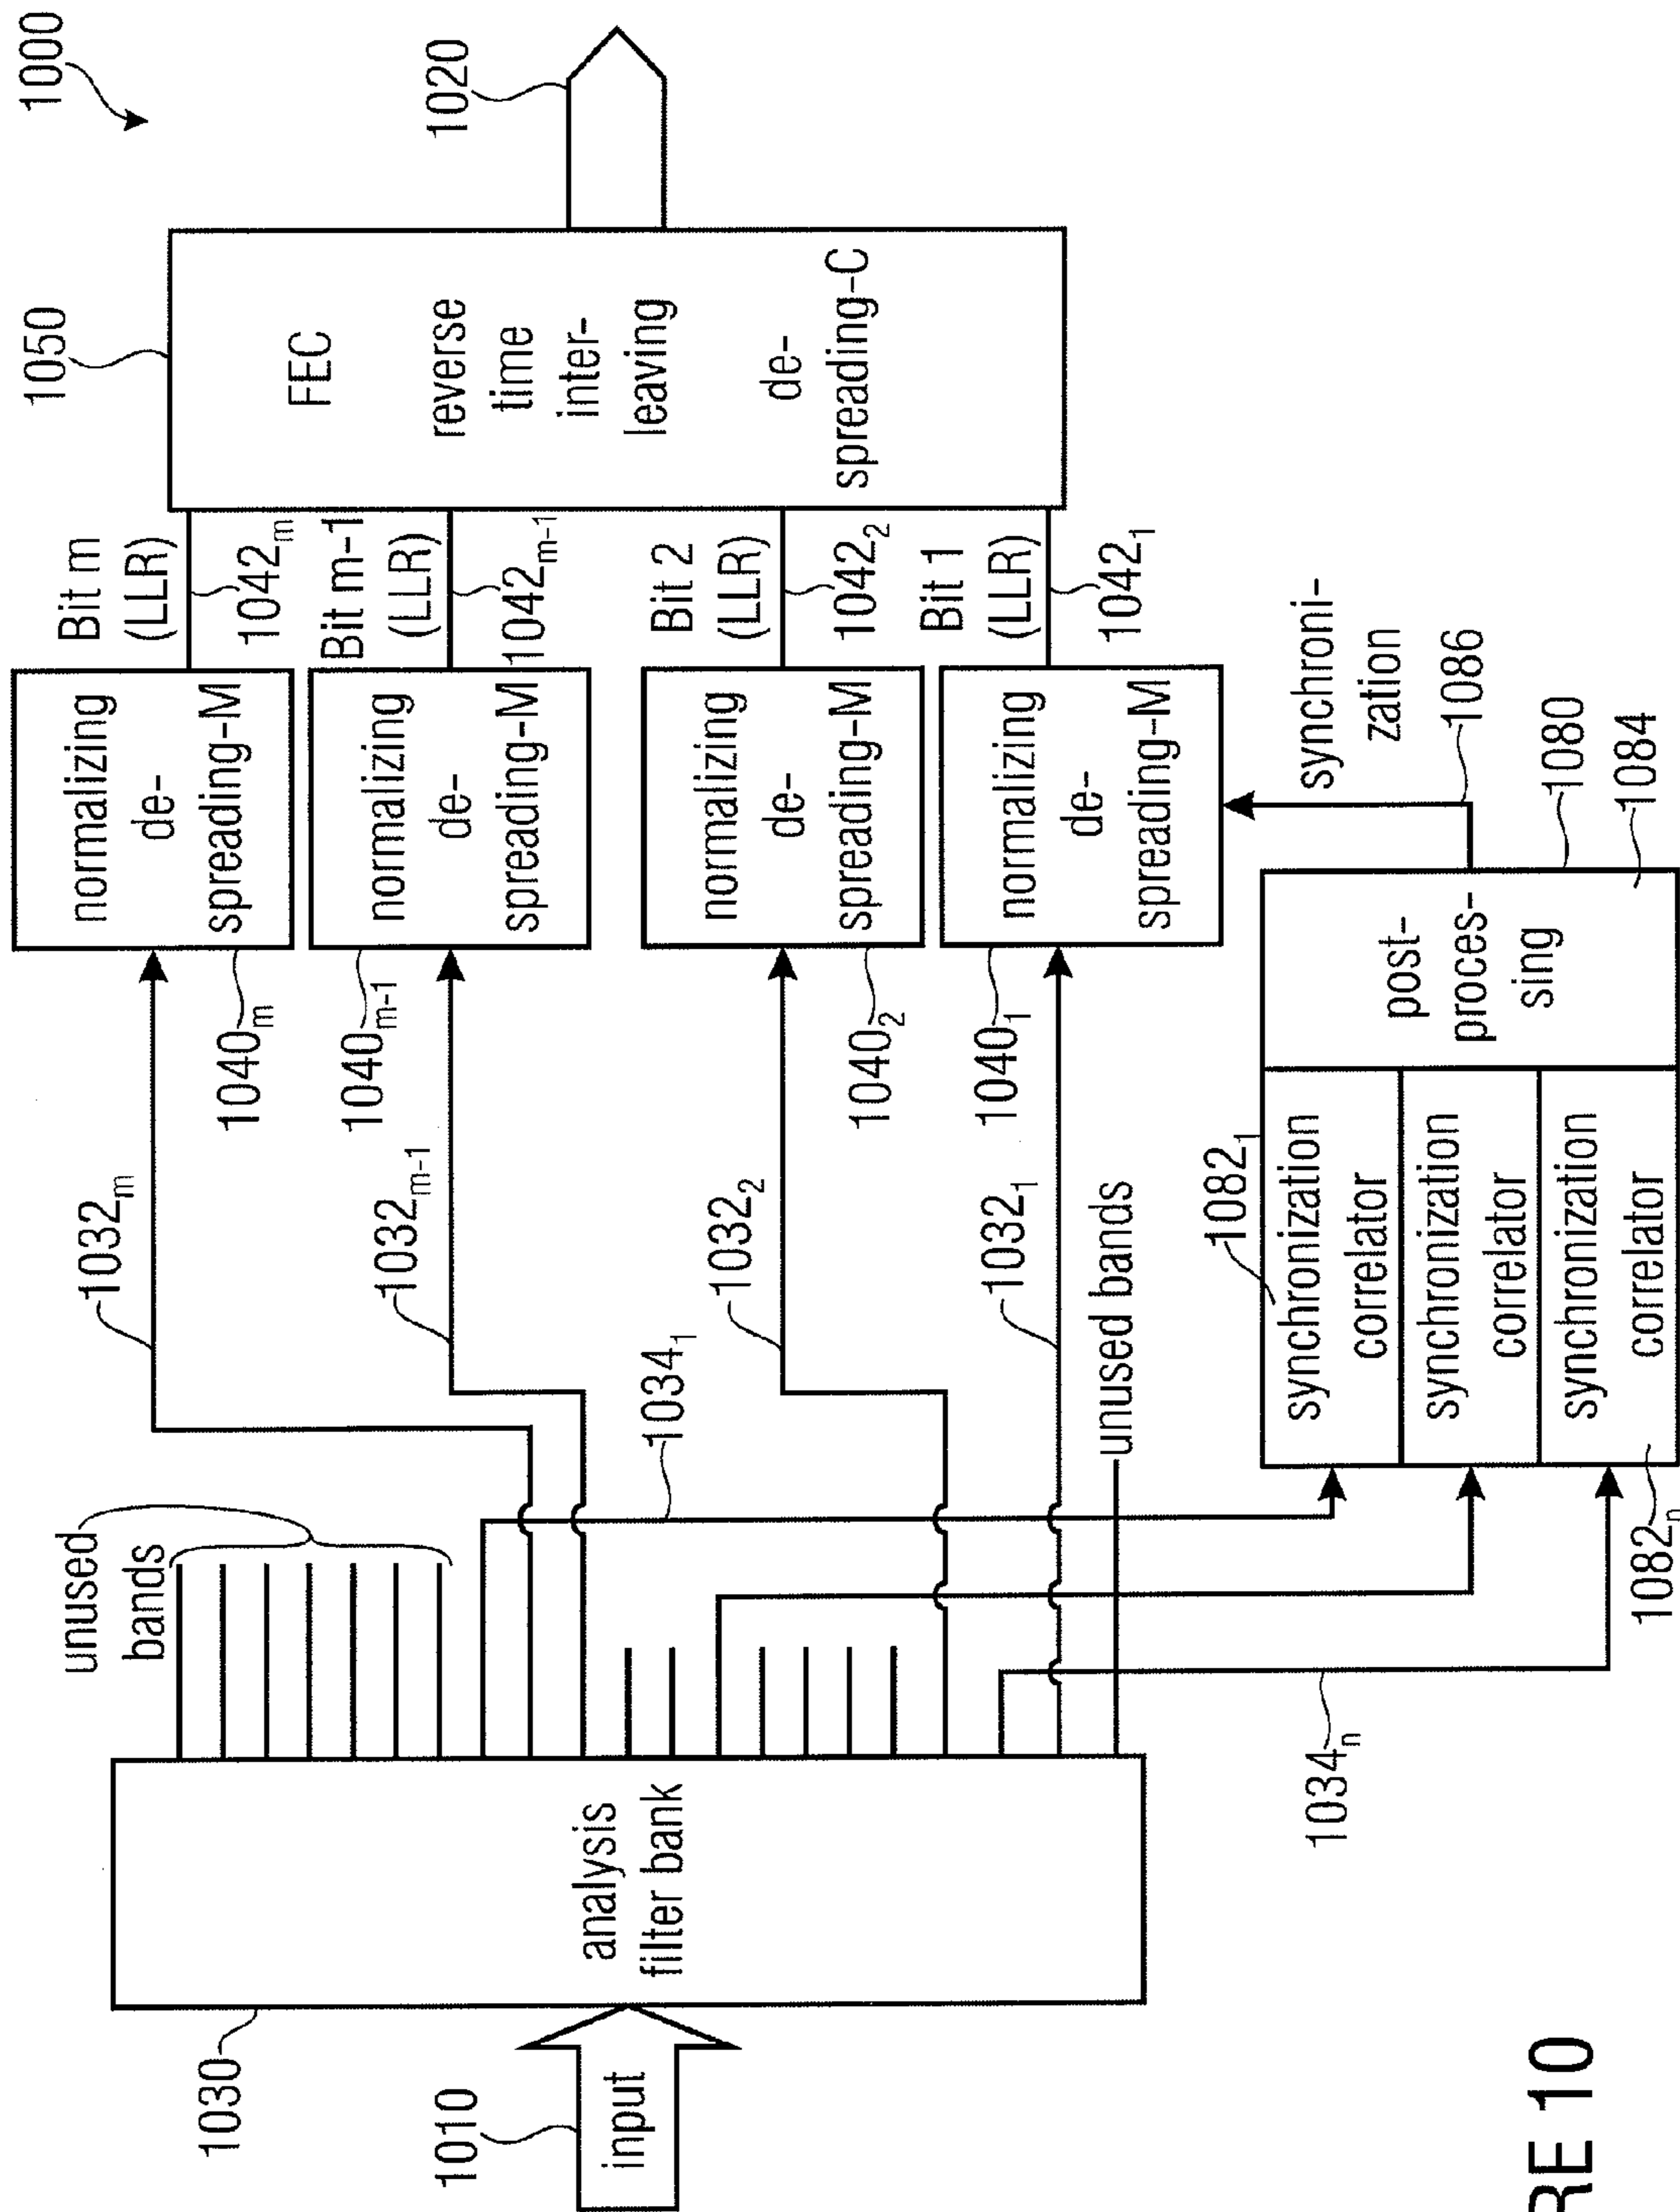 1000
1020
1050
FEC
reverse
time
inter-
leaving
de-
spreading-C
Bit m
(LLR)
1042m
Bit m-1
(LLR)
1042m-1
Bit 2
(LLR)
10422
Bit 1
(LLR)
10421
normalizing
de-
spreading-M
1040m
normalizing
de-
spreading-M
1040m-1
normalizing
de-
spreading-M
10402
normalizing
de-
spreading-M
10401
synchroni-
zation
1086
1080
1084
post-
proces-
sing
10821
synchronization
correlator
synchronization
correlator
synchronization
correlator
1082n
1032m
1032m-1
10341
10322
10321
unused bands
unused
bands
1034n
analysis
filter bank
1030
1010
input
RE 10